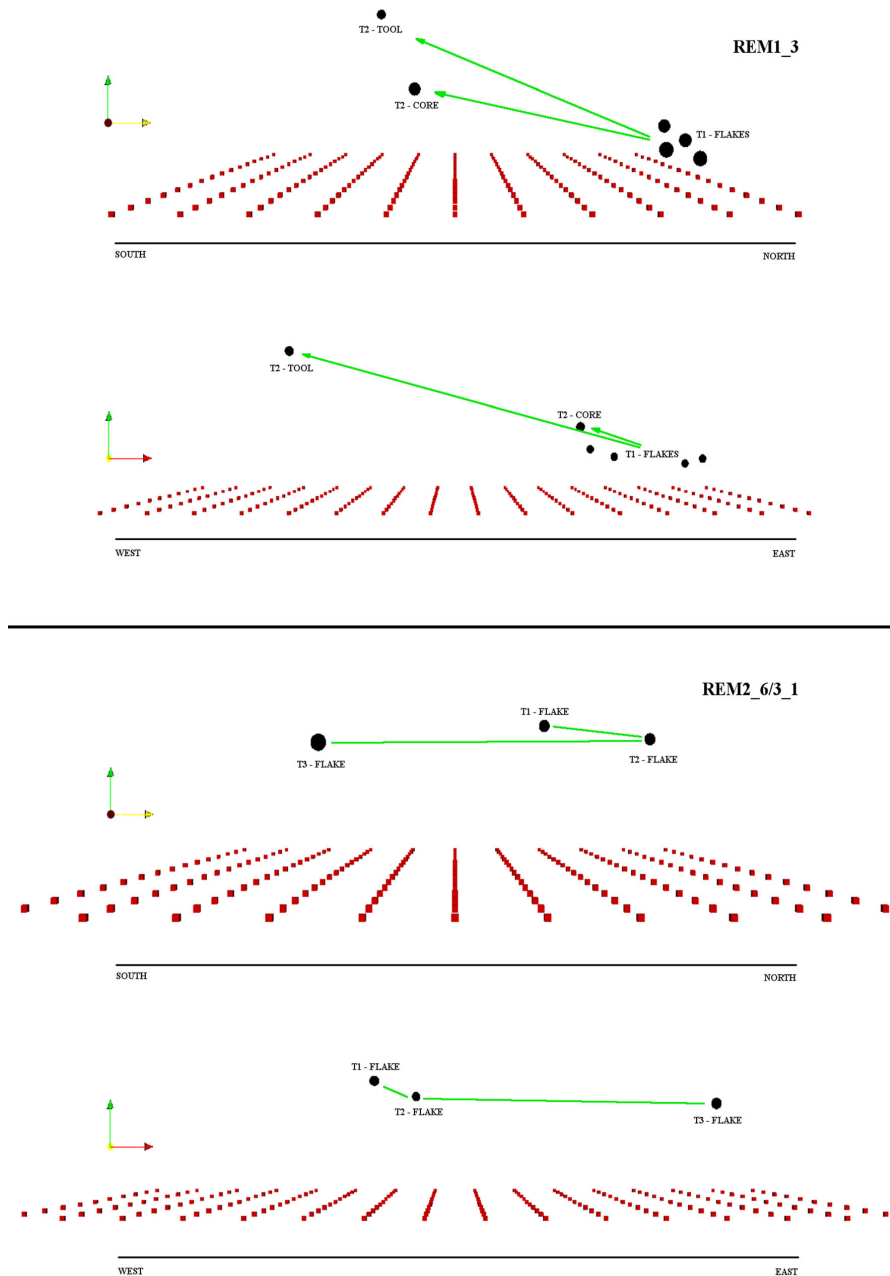 T2 - TOOL
REM1_3
T2 - CORE
T1 - FLAKES
SOUTH
NORTH
T2 - TOOL
T2 - CORE
T1 - FLAKES
WEST
EAST
REM2_6/3_1
T1 - FLAKE
T3 - FLAKE
T2 - FLAKE
SOUTH
NORTH
T1 - FLAKE
T2 - FLAKE
T3 - FLAKE
WEST
EAST